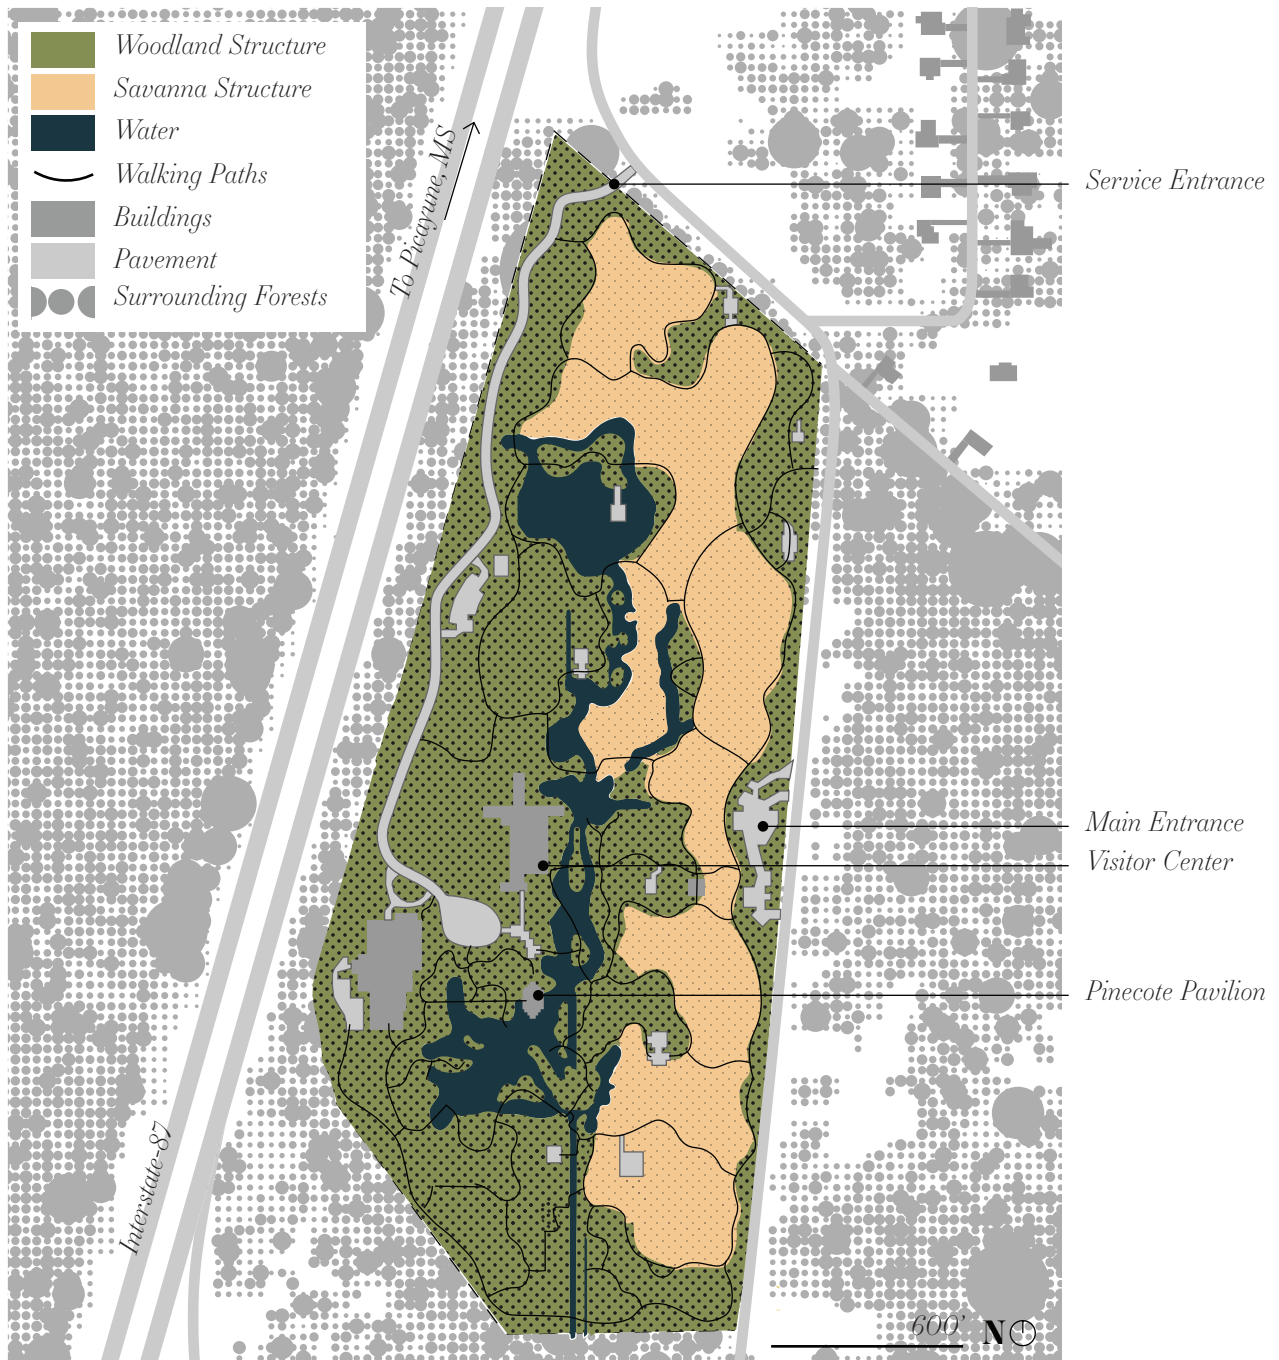 Woodland Structure
Savanna Structure
Water
Walking Paths
Buildings
Pavement
Surrounding Forests
To Picayune, MS
Service Entrance
Main Entrance
Visitor Center
Pinecote Pavilion
Interstate-87
600'
N